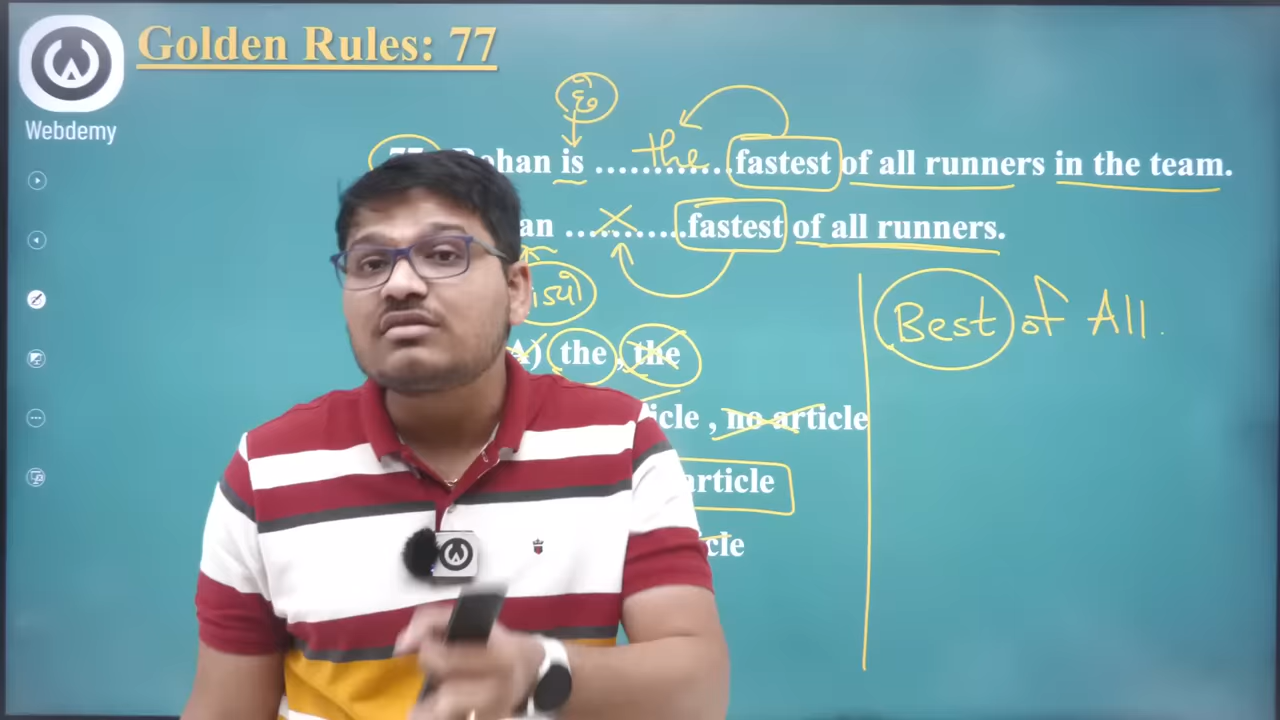 Golden Rules: 77
Webdemy
છે
the
Rohan is ................fastest of all runners in the team.
an ..............fastest of all runners.
A) the , the
icle , no article
article
cle
Best of All.